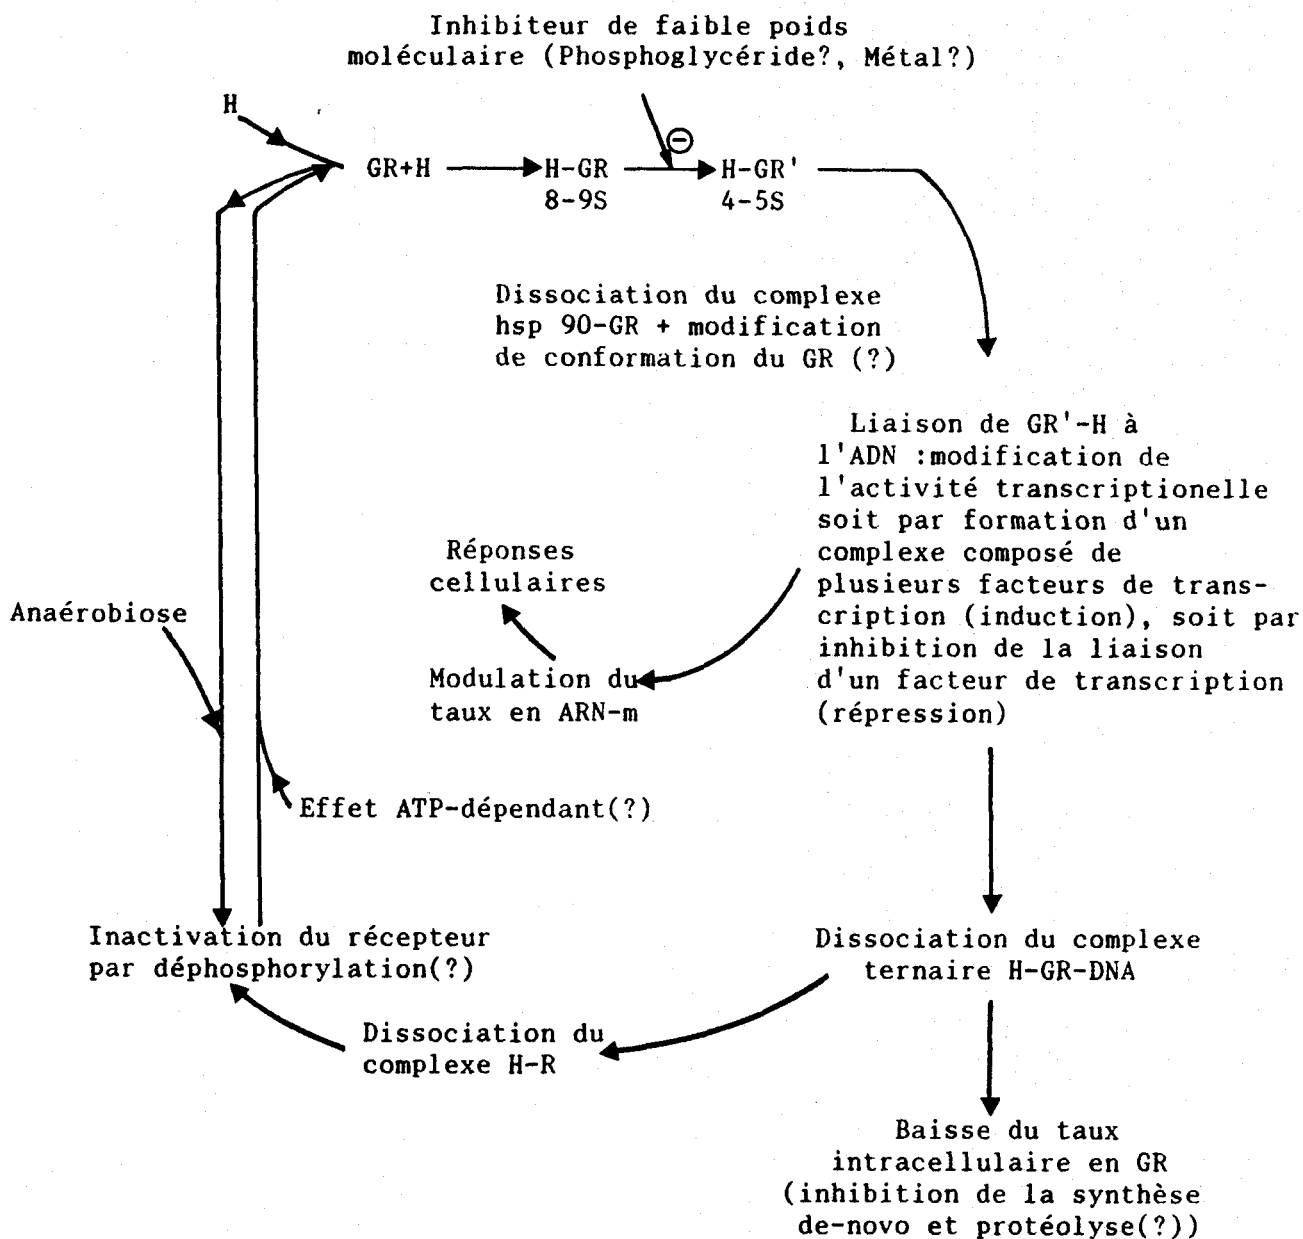 Inhibiteur de faible poids
moléculaire (Phosphoglycéride?, Métal?)
H
⊖
GR+H
H-GR
8-9S
H-GR'
4-5S
Dissociation du complexe
hsp 90-GR + modification
de conformation du GR (?)
Liaison de GR'-H à
l'ADN :modification de
l'activité transcriptionelle
soit par formation d'un
complexe composé de
plusieurs facteurs de trans-
cription (induction), soit par
inhibition de la liaison
d'un facteur de transcription
(répression)
Réponses
cellulaires
Anaérobiose
Modulation du
taux en ARN-m
Effet ATP-dépendant(?)
Inactivation du récepteur
par déphosphorylation(?)
Dissociation du complexe
ternaire H-GR-DNA
Dissociation du
complexe H-R
Baisse du taux
intracellulaire en GR
(inhibition de la synthèse
de-novo et protéolyse(?))